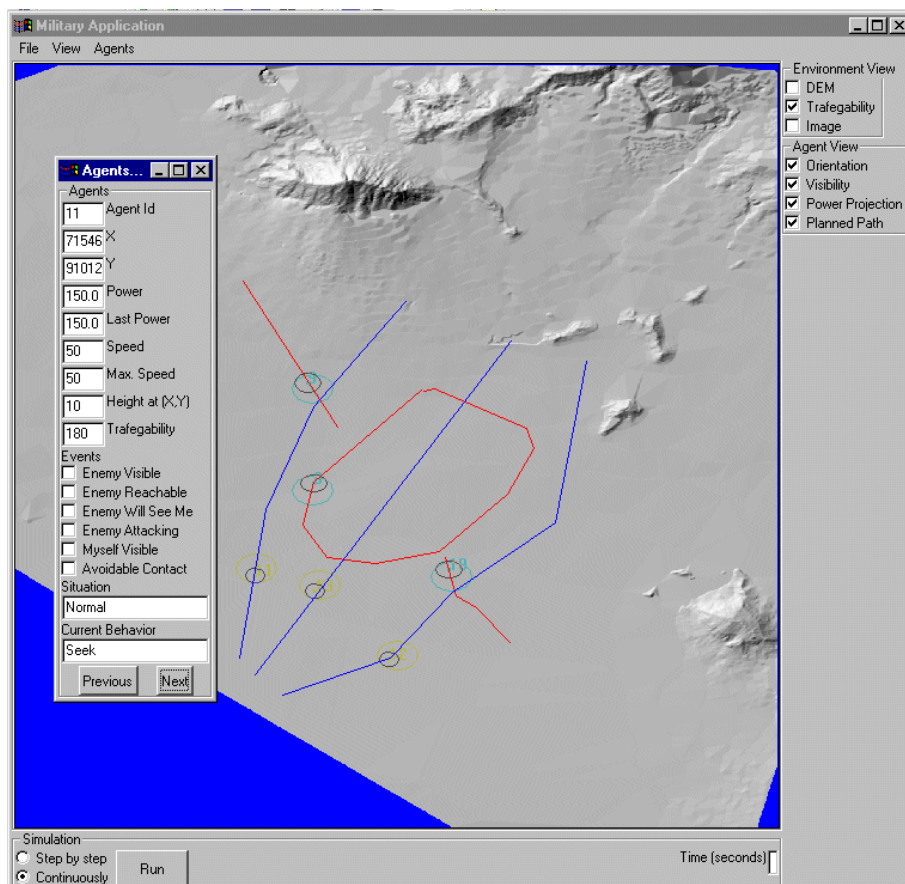 Military Application
File View Agents
Environment View
DEM
Trafegability
Image
Agent View
Orientation
Visibility
Power Projection
Planned Path
Agents...
Agents
11 Agent Id
71546 X
91012 Y
150.0 Power
150.0 Last Power
50 Speed
50 Max. Speed
10 Height at (X,Y)
180 Trafegability
Events
Enemy Visible
Enemy Reachable
Enemy Will See Me
Enemy Attacking
Myself Visible
Avoidable Contact
Situation
Normal
Current Behavior
Seek
Previous Next
Simulation
Step by step
Continuously
Run
Time (seconds)